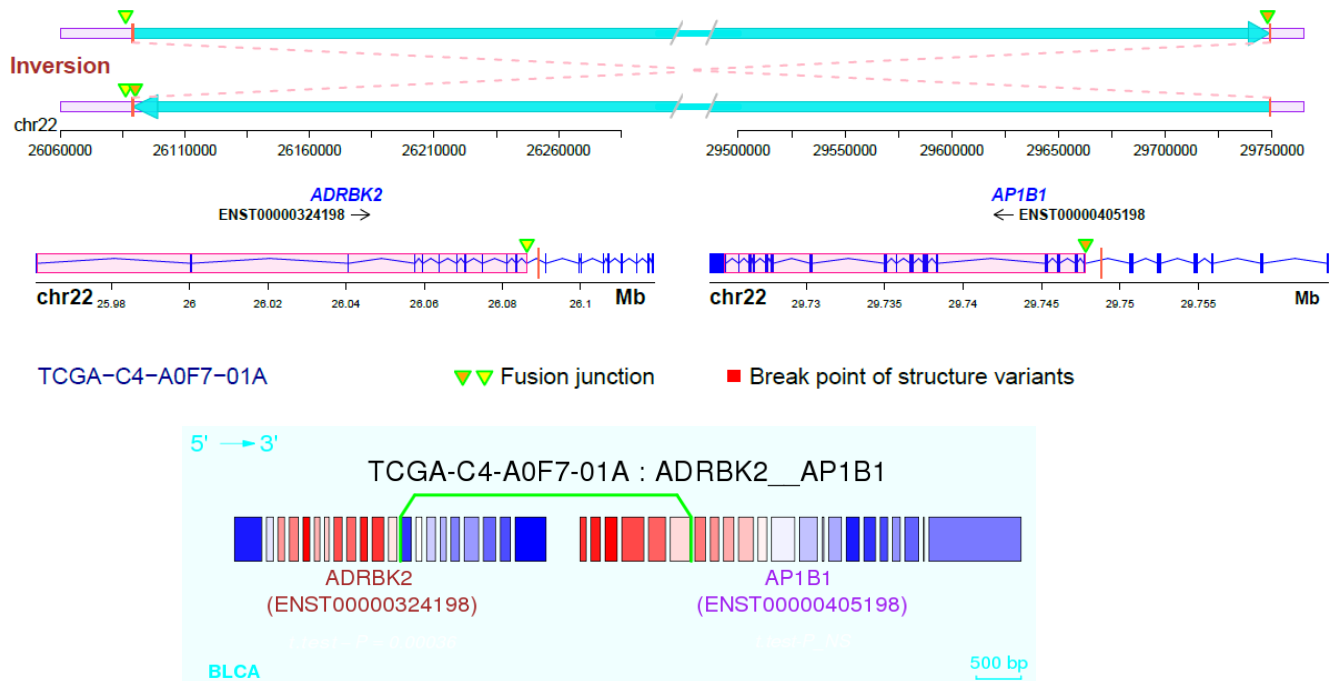 Inversion
chr22
26060000 26110000 26160000 26210000 26260000 29500000 29550000 29600000 29650000 29700000 29750000
ADRBK2 AP1B1
ENST00000324198 → ← ENST00000405198
chr22 Mb chr22 Mb
25.98 26 26.02 26.04 26.06 26.08 26.1 29.73 29.735 29.74 29.745 29.75 29.755
TCGA−C4−A0F7−01A Fusion junction Break point of structure variants
5' → 3'
TCGA-C4-A0F7-01A : ADRBK2__AP1B1
ADRBK2 AP1B1
(ENST00000324198) (ENST00000405198)
BLCA 500 bp